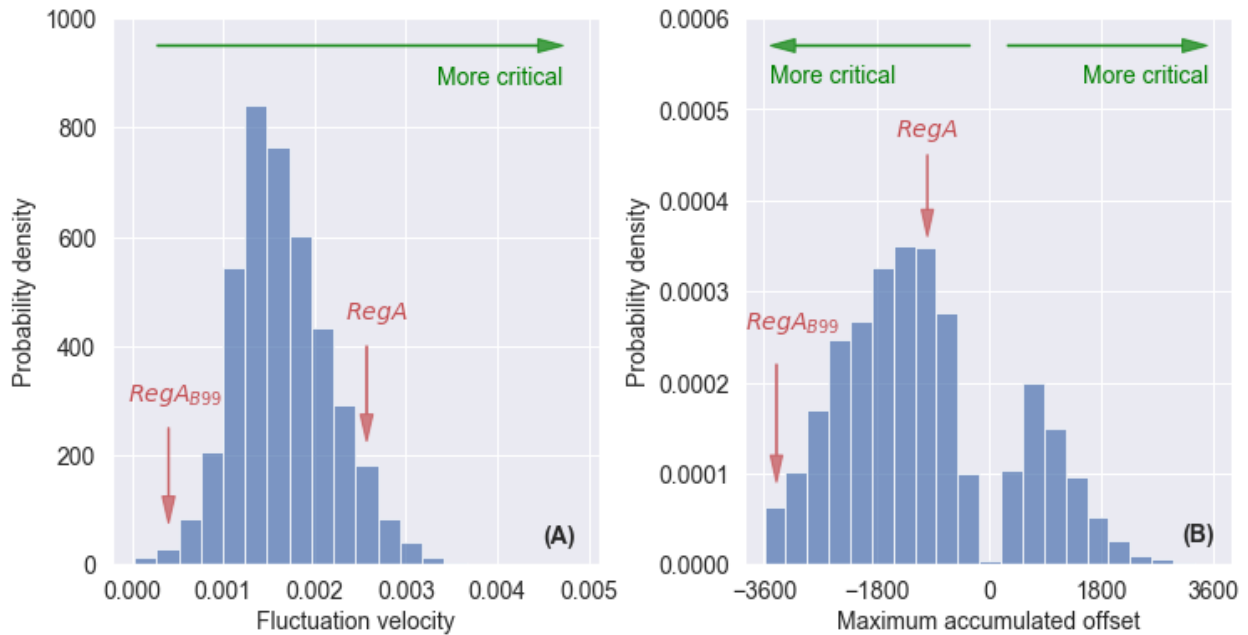 1000
800
600
400
200
0
Probability density
More critical
RegA
RegA_B99
(A)
0.000
0.001
0.002
0.003
0.004
0.005
Fluctuation velocity
0.0006
0.0005
0.0004
0.0003
0.0002
0.0001
0.0000
Probability density
More critical
More critical
RegA
RegA_B99
(B)
−3600
−1800
0
1800
3600
Maximum accumulated offset